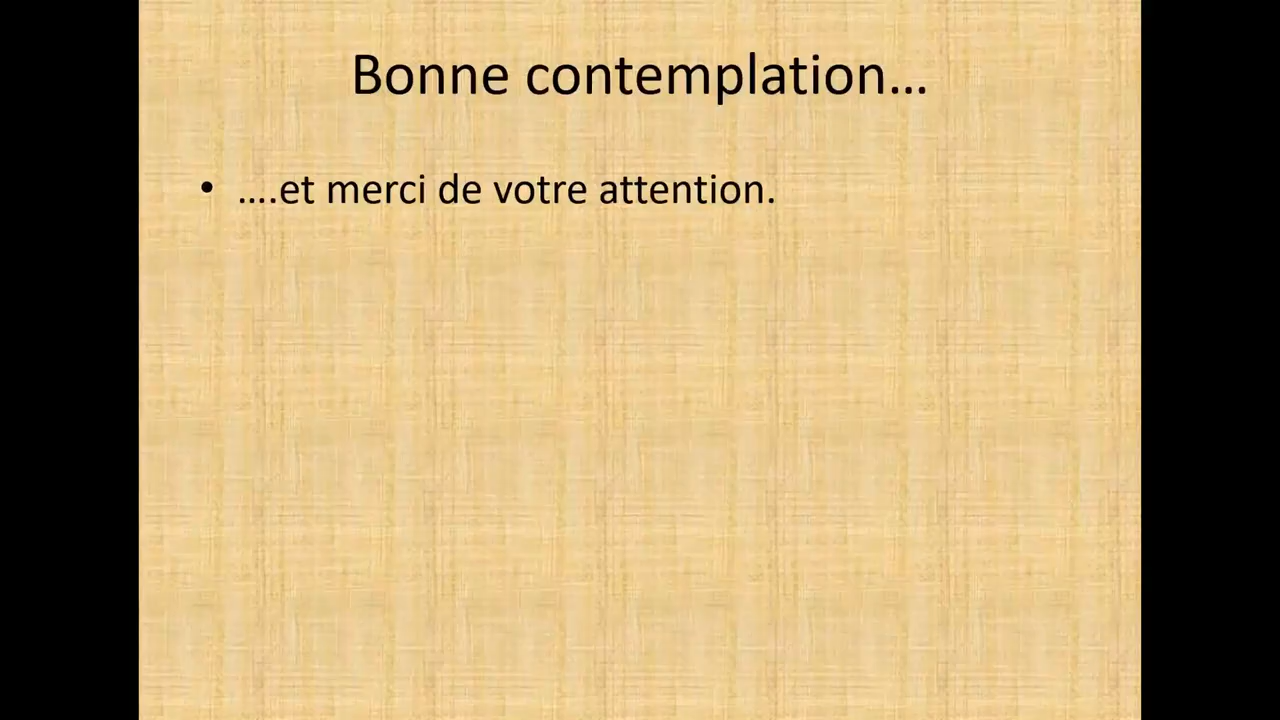 Bonne contemplation…
• ….et merci de votre attention.